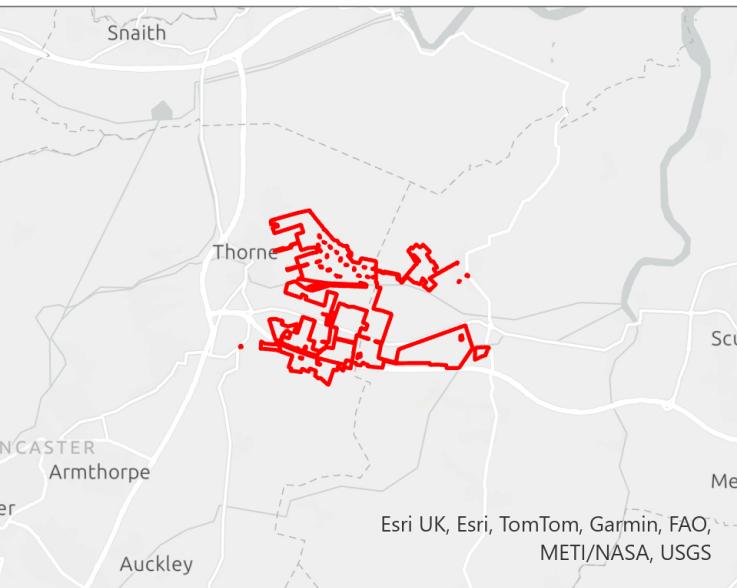 Snaith
Thorne
Scu
NCASTER
Armthorpe
Me
er
Esri UK, Esri, TomTom, Garmin, FAO,
METI/NASA, USGS
Auckley